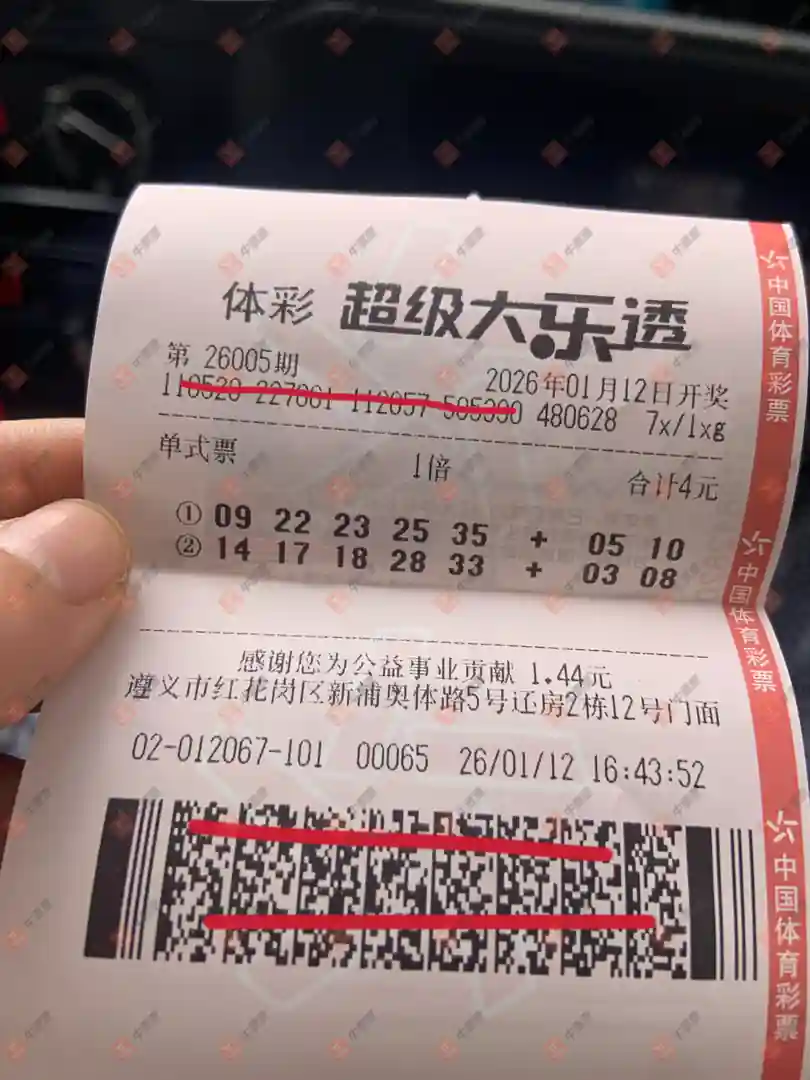 体彩 超级大乐透
第 26005期 2026年01月12日开奖
480628 7x/1xg
单式票 1倍 合计4元
① 09 22 23 25 35 + 05 10
② 14 17 18 28 33 + 03 08
感谢您为公益事业贡献 1.44元
遵义市红花岗区新浦奥体路5号还房2栋12号门面
02-012067-101 00065 26/01/12 16:43:52
中国体育彩票
中国体育彩票
中国体育彩票